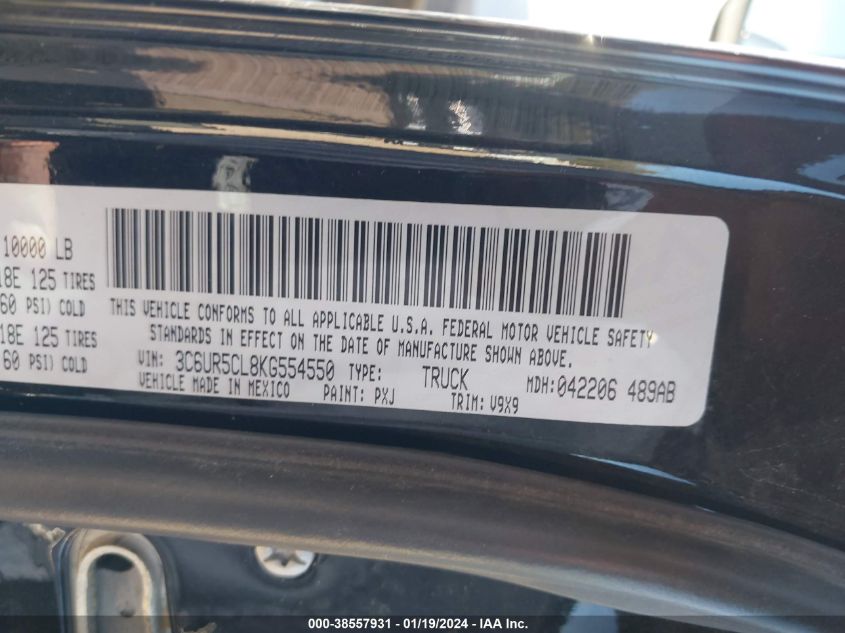 10000 LB
18E 125 TIRES
60 PSI) COLD
18E 125 TIRES
60 PSI) COLD
THIS VEHICLE CONFORMS TO ALL APPLICABLE U.S.A. FEDERAL MOTOR VEHICLE SAFETY
STANDARDS IN EFFECT ON THE DATE OF MANUFACTURE SHOWN ABOVE.
VIN: 3C6UR5CL8KG554550 TYPE: TRUCK MDH:042206 489AB
VEHICLE MADE IN MEXICO PAINT: PXJ TRIM: V9X9
000-38557931 - 01/19/2024 - IAA Inc.